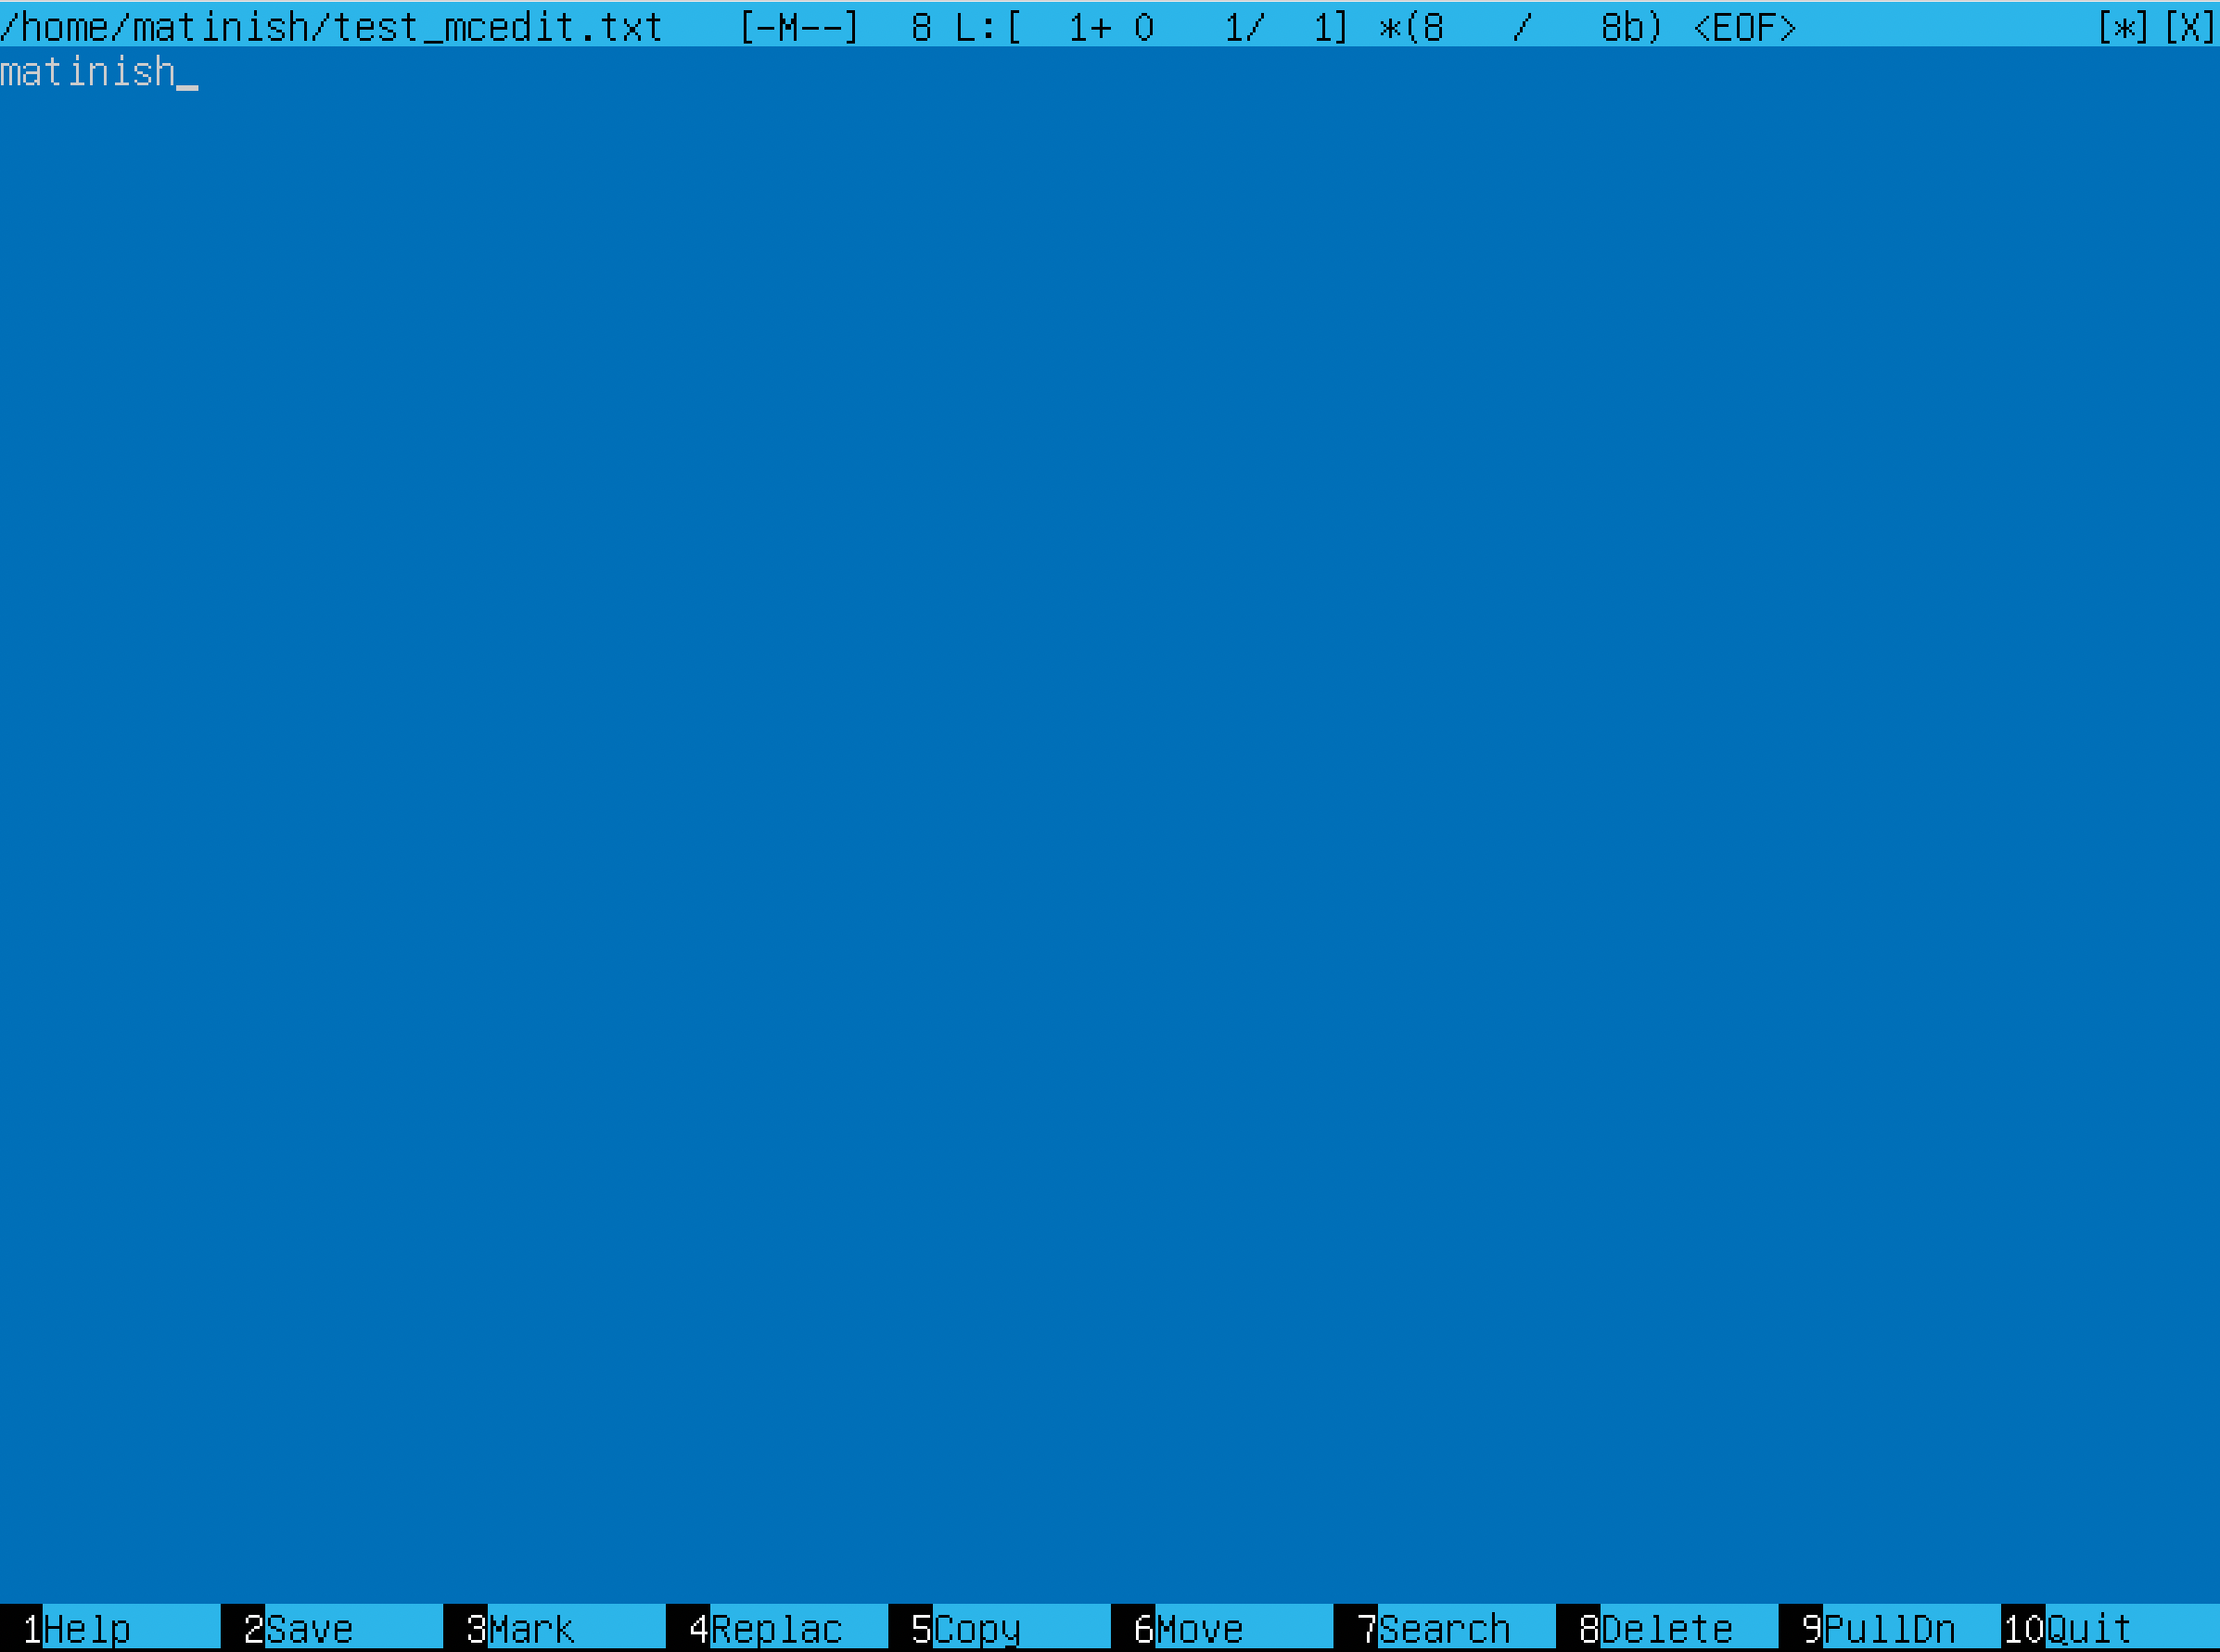 /home/matinish/test_mcedit.txt   [-M--]  8 L:[  1+ 0   1/  1] *(8   /   8b) <EOF>   [*][X]
matinish_
1Help   2Save   3Mark   4Replac   5Copy   6Move   7Search   8Delete   9PullDn   10Quit